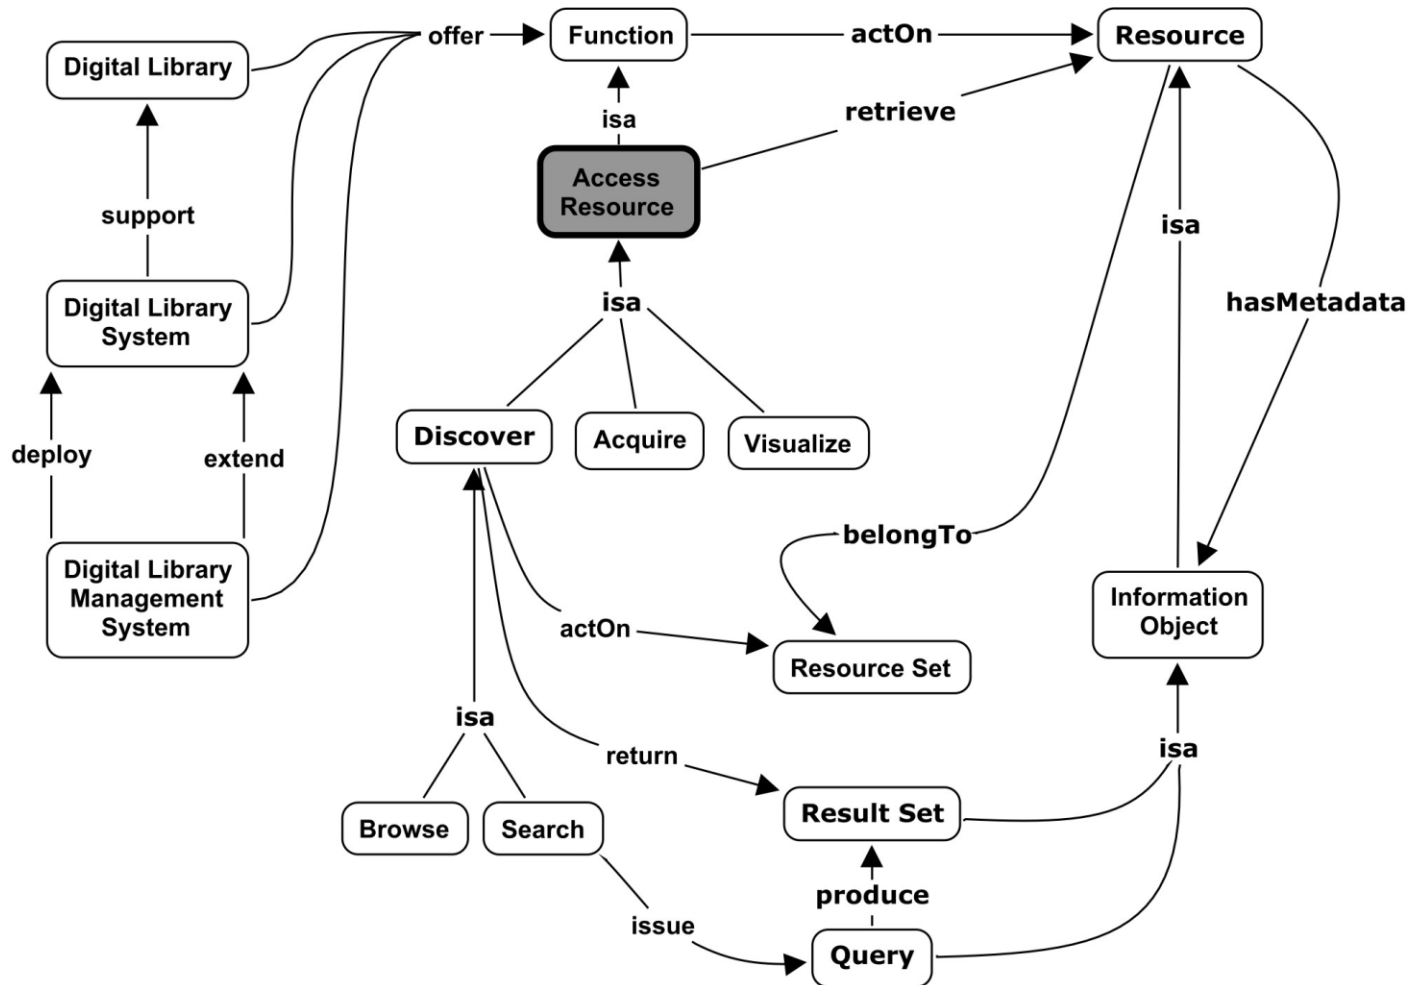 offer
Function
actOn
Resource
Digital Library
retrieve
isa
Access
Resource
support
isa
isa
hasMetadata
Digital Library
System
Discover
Acquire
Visualize
deploy
extend
belongTo
Digital Library
Management
System
Information
Object
actOn
Resource Set
isa
return
isa
Result Set
Browse
Search
produce
issue
Query